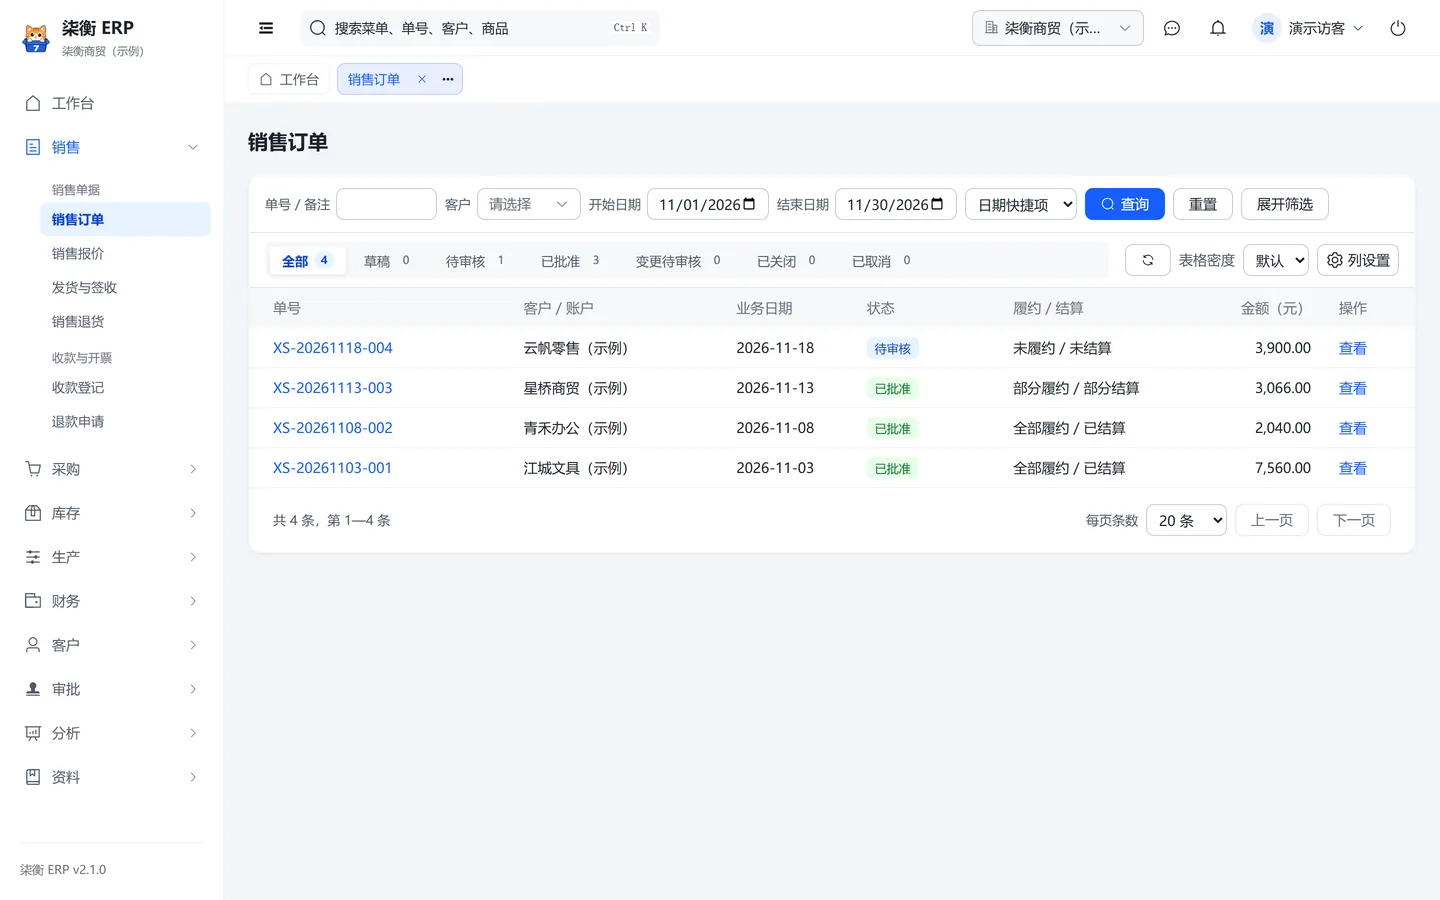 柒衡 ERP
柒衡商贸（示例）
7
搜索菜单、单号、客户、商品 Ctrl K
柒衡商贸（示...
演 演示访客
工作台
销售订单 × •••
工作台
销售
销售单据
销售订单
销售报价
发货与签收
销售退货
收款与开票
收款登记
退款申请
采购
库存
生产
财务
客户
审批
分析
资料
柒衡 ERP v2.1.0
销售订单
单号 / 备注 客户 请选择 开始日期 11/01/2026 结束日期 11/30/2026 日期快捷项 查询 重置 展开筛选
全部 4 草稿 0 待审核 1 已批准 3 变更待审核 0 已关闭 0 已取消 0 表格密度 默认 列设置
单号 客户 / 账户 业务日期 状态 履约 / 结算 金额（元） 操作
XS-20261118-004 云帆零售（示例） 2026-11-18 待审核 未履约 / 未结算 3,900.00 查看
XS-20261113-003 星桥商贸（示例） 2026-11-13 已批准 部分履约 / 部分结算 3,066.00 查看
XS-20261108-002 青禾办公（示例） 2026-11-08 已批准 全部履约 / 已结算 2,040.00 查看
XS-20261103-001 江城文具（示例） 2026-11-03 已批准 全部履约 / 已结算 7,560.00 查看
共 4 条，第 1—4 条 每页条数 20 条 上一页 下一页